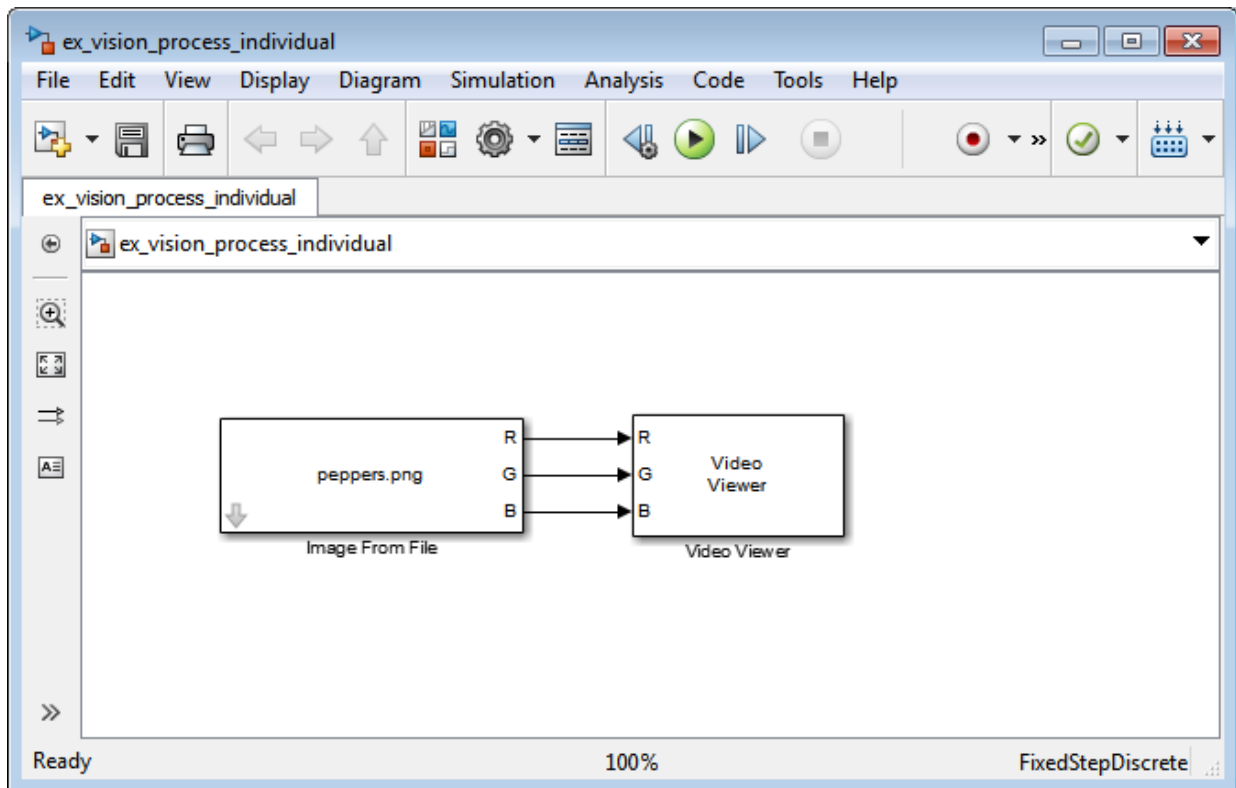 ex_vision_process_individual
File Edit View Display Diagram Simulation Analysis Code Tools Help
ex_vision_process_individual
ex_vision_process_individual
R R
peppers.png G G Video Viewer
B B
Image From File Video Viewer
Ready 100% FixedStepDiscrete